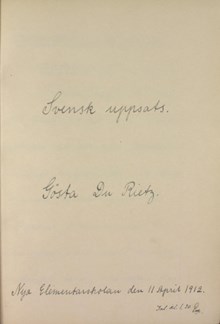 Svensk uppsats.
Gösta Du Rietz.
Nya Elementarskolan den 11 April 1912.